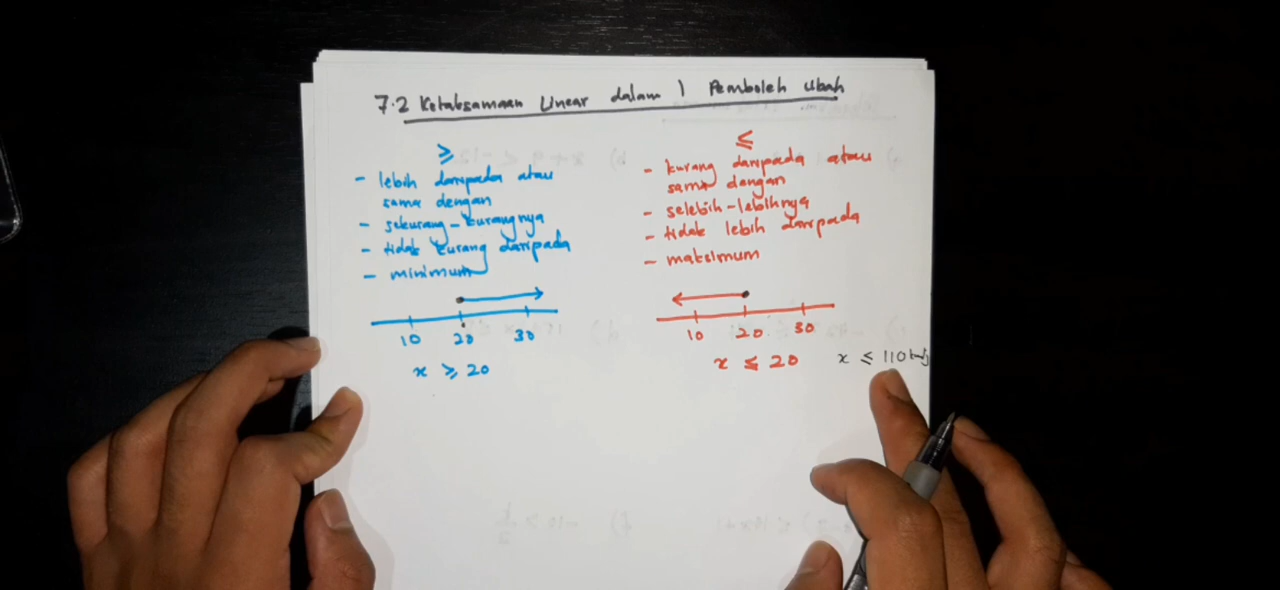 7.2 Ketaksamaan Linear dalam 1 Pemboleh ubah
≥
- lebih daripada atau
sama dengan
- sekurang-kurangnya
- tidak kurang daripada
- minimum
10 20 30
x ≥ 20
≤
- kurang daripada atau
sama dengan
- selebih-lebihnya
- tidak lebih daripada
- maksimum
10 20 30
x ≤ 20
x ≤ 110